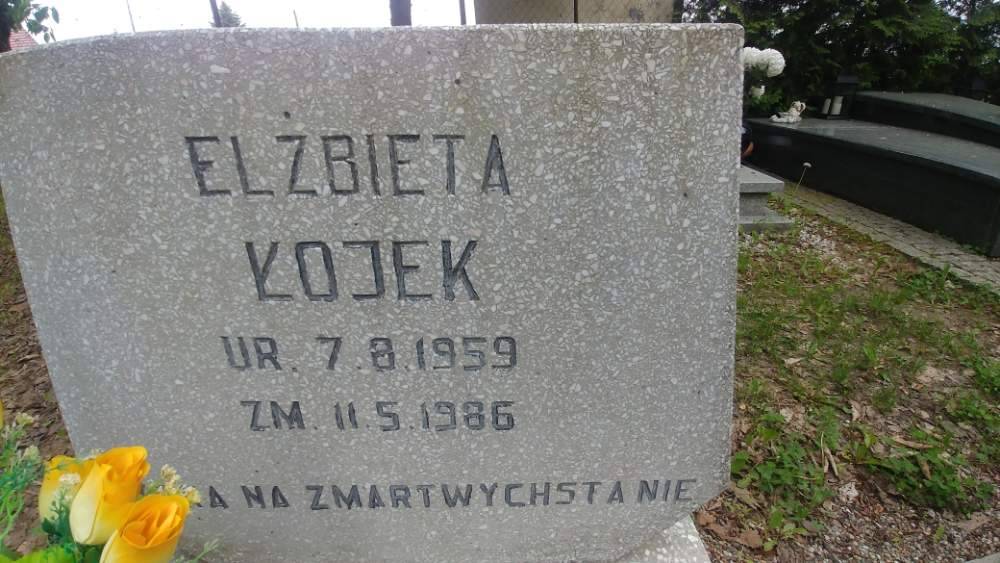 ELŻBIETA
ŁOJEK
UR. 7.8.1959
ZM. 11.5.1986
NA ZMARTWYCHSTANIE